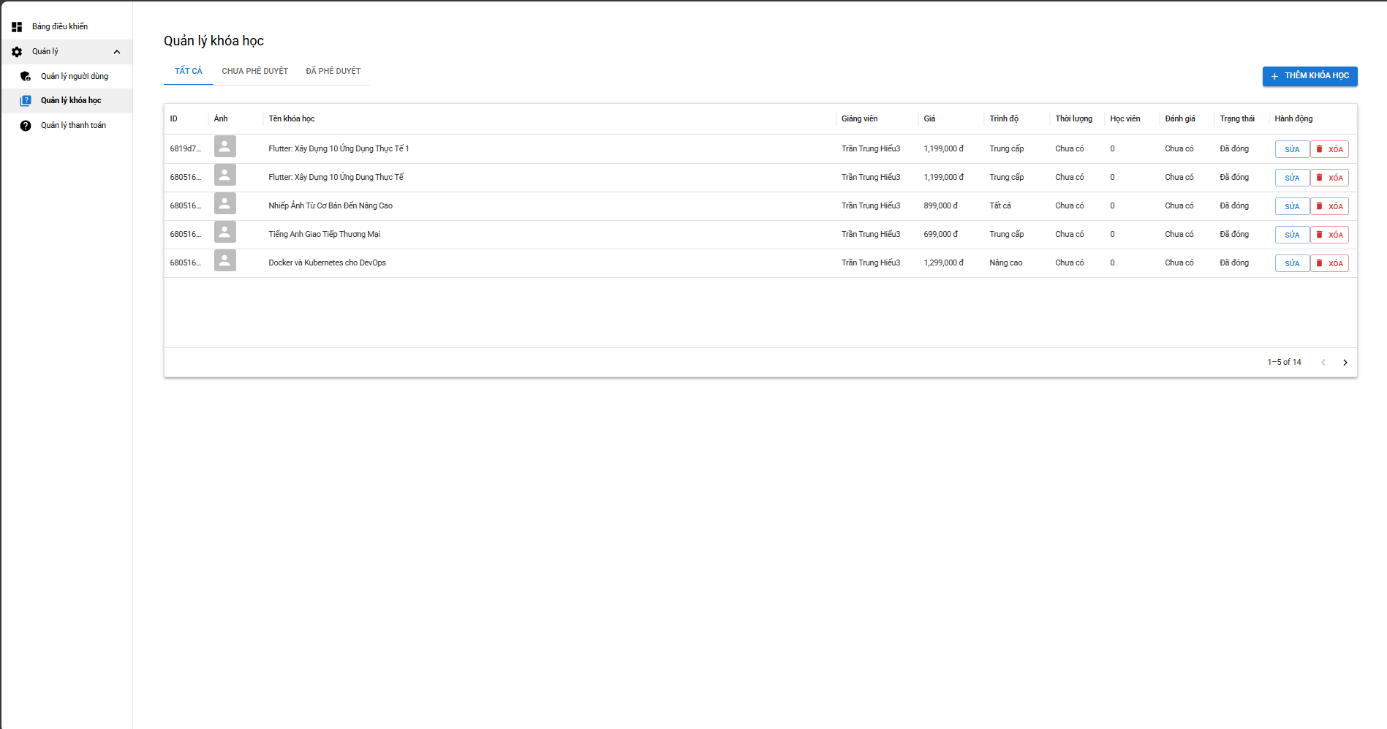 Bảng điều khiển
Quản lý
Quản lý người dùng
Quản lý khóa học
Quản lý thanh toán
Quản lý khóa học
TẤT CẢ CHƯA PHÊ DUYỆT ĐÃ PHÊ DUYỆT
+ THÊM KHÓA HỌC
ID Ảnh Tên khóa học Giảng viên Giá Trình độ Thời lượng Học viên Đánh giá Trạng thái Hành động
6819d7... Flutter: Xây Dựng 10 Ứng Dụng Thực Tế 1 Trần Trung Hiếu3 1,199,000 đ Trung cấp Chưa có 0 Chưa có Đã đóng SỬA XÓA
680516... Flutter: Xây Dựng 10 Ứng Dụng Thực Tế Trần Trung Hiếu3 1,199,000 đ Trung cấp Chưa có 0 Chưa có Đã đóng SỬA XÓA
680516... Nhiếp Ảnh Từ Cơ Bản Đến Nâng Cao Trần Trung Hiếu3 899,000 đ Tất cả Chưa có 0 Chưa có Đã đóng SỬA XÓA
680516... Tiếng Anh Giao Tiếp Thương Mại Trần Trung Hiếu3 699,000 đ Trung cấp Chưa có 0 Chưa có Đã đóng SỬA XÓA
680516... Docker và Kubernetes cho DevOps Trần Trung Hiếu3 1,299,000 đ Nâng cao Chưa có 0 Chưa có Đã đóng SỬA XÓA
1–5 of 14